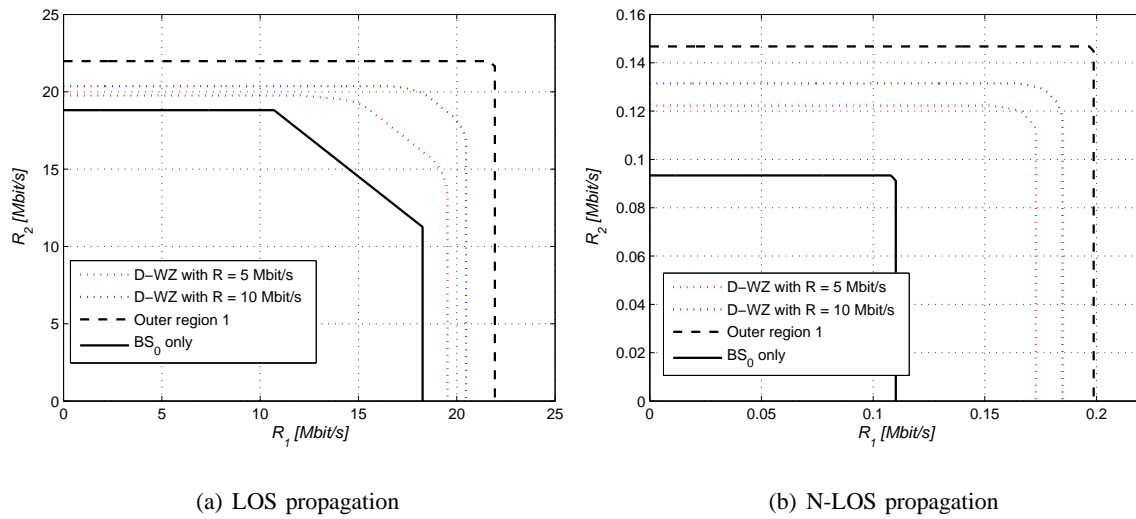 25
20
15
10
5
0
R2 [Mbit/s]
D−WZ with R = 5 Mbit/s
D−WZ with R = 10 Mbit/s
Outer region 1
BS0 only
0 5 10 15 20 25
R1 [Mbit/s]
(a) LOS propagation
0.16
0.14
0.12
0.1
0.08
0.06
0.04
0.02
0
R2 [Mbit/s]
D−WZ with R = 5 Mbit/s
D−WZ with R = 10 Mbit/s
Outer region 1
BS0 only
0 0.05 0.1 0.15 0.2
R1 [Mbit/s]
(b) N-LOS propagation